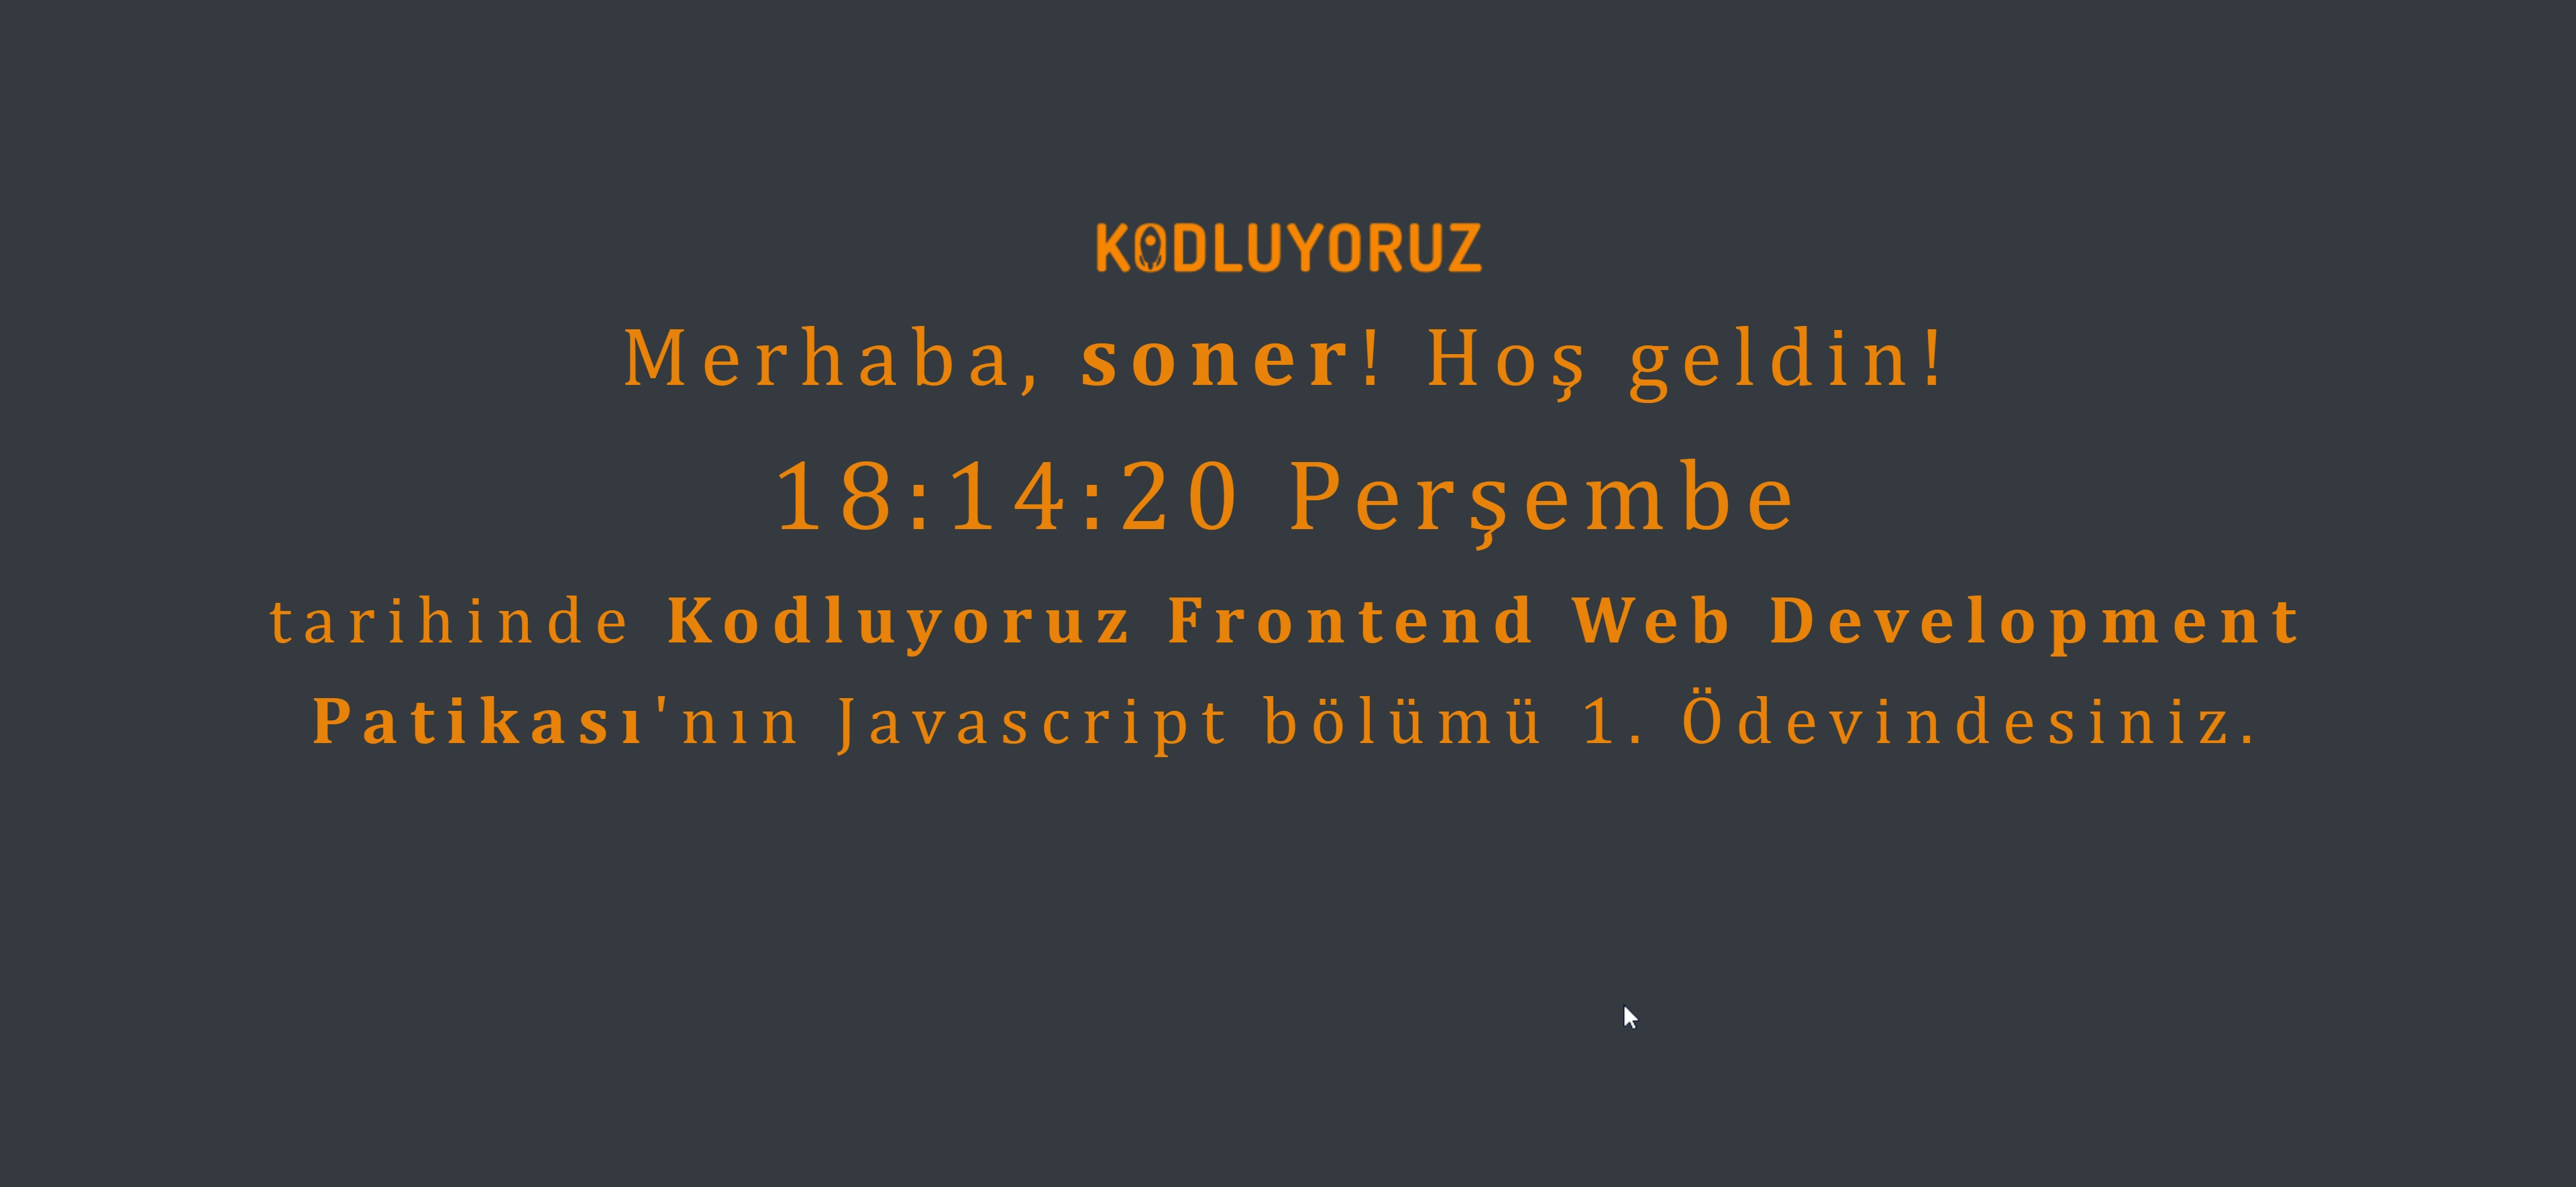 KODLUYORUZ
Merhaba, soner! Hoş geldin!
18:14:20 Perşembe
tarihinde Kodluyoruz Frontend Web Development
Patikası'nın Javascript bölümü 1. Ödevindesiniz.